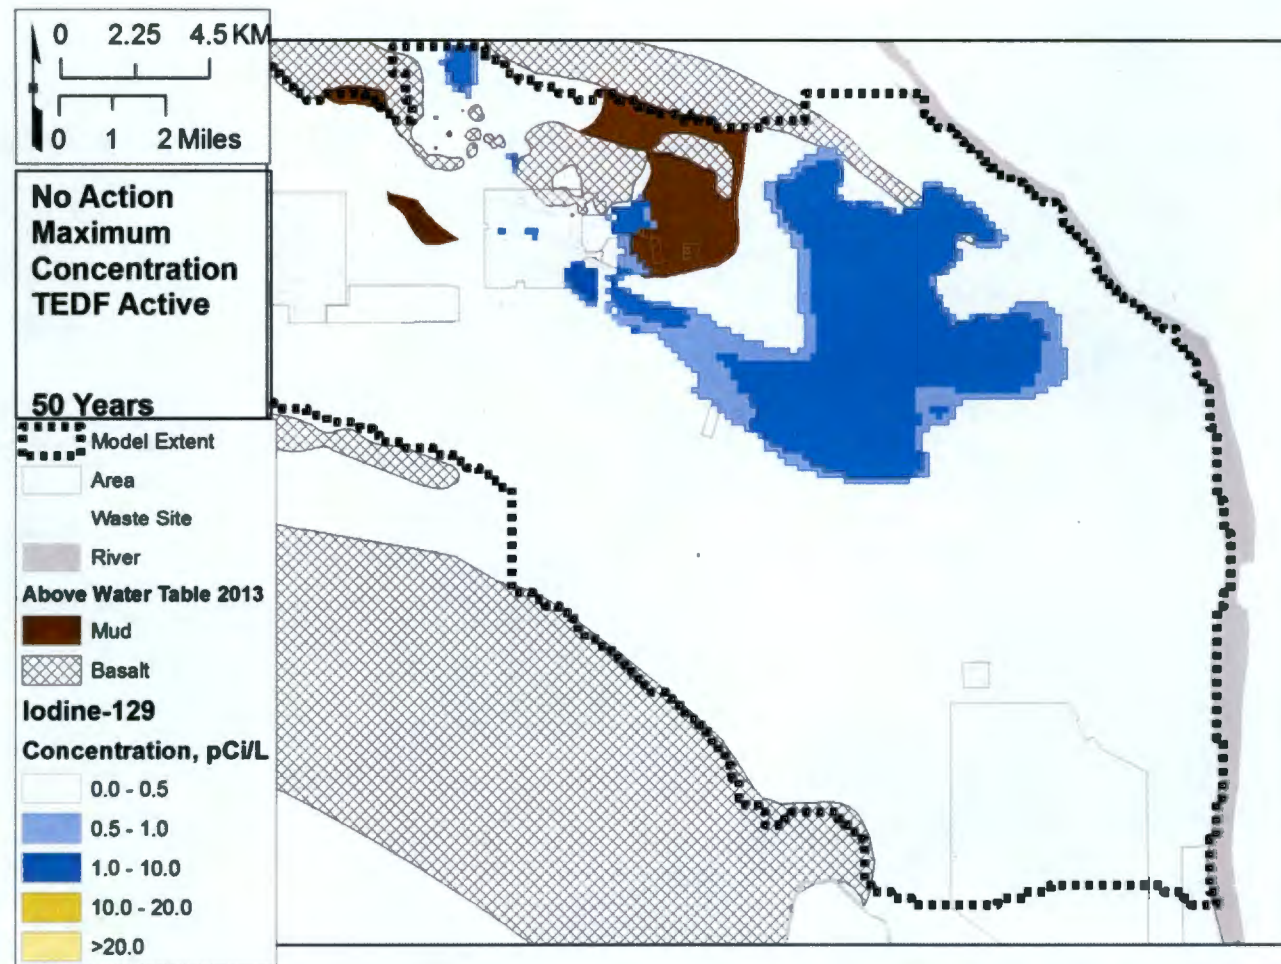 0 2.25 4.5 KM
0 1 2 Miles
No Action
Maximum
Concentration
TEDF Active
50 Years
Model Extent
Area
Waste Site
River
Above Water Table 2013
Mud
Basalt
Iodine-129
Concentration, pCi/L
0.0 - 0.5
0.5 - 1.0
1.0 - 10.0
10.0 - 20.0
>20.0